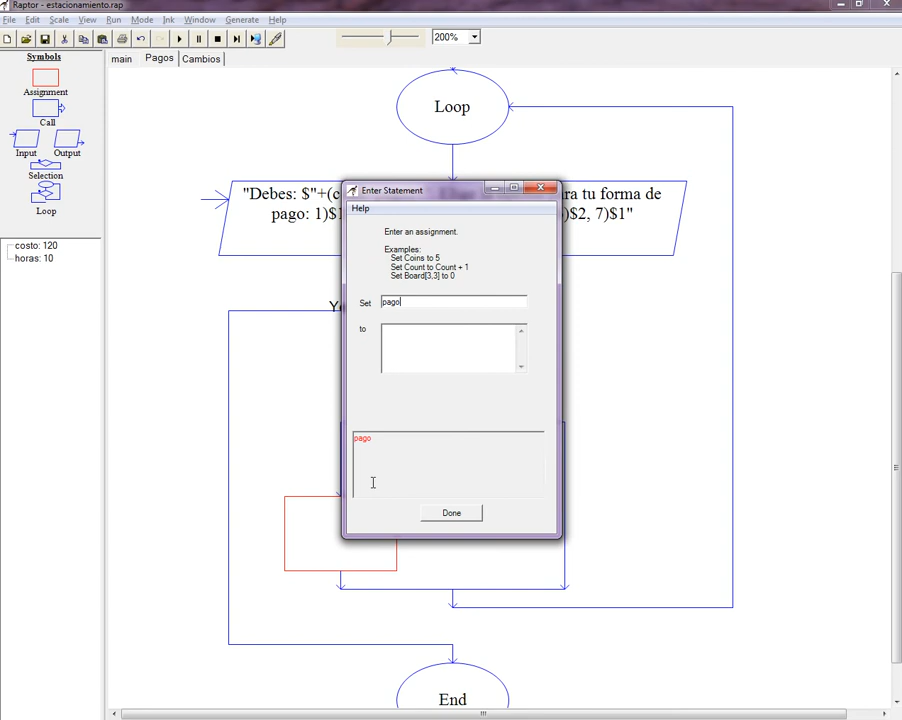 Raptor - estacionamiento.rap
File Edit Scale View Run Mode Ink Window Generate Help
200%
Symbols
Assignment
Call
Input Output
Selection
Loop
costo: 120
horas: 10
main Pagos Cambios
Loop
"Debes: $"+(c
ra tu forma de
pago: 1)$1
)$2, 7)$1"
Enter Statement
Help
Enter an assignment.
Examples:
Set Coins to 5
Set Count to Count + 1
Set Board[3,3] to 0
Set pago
to
pago
Done
End